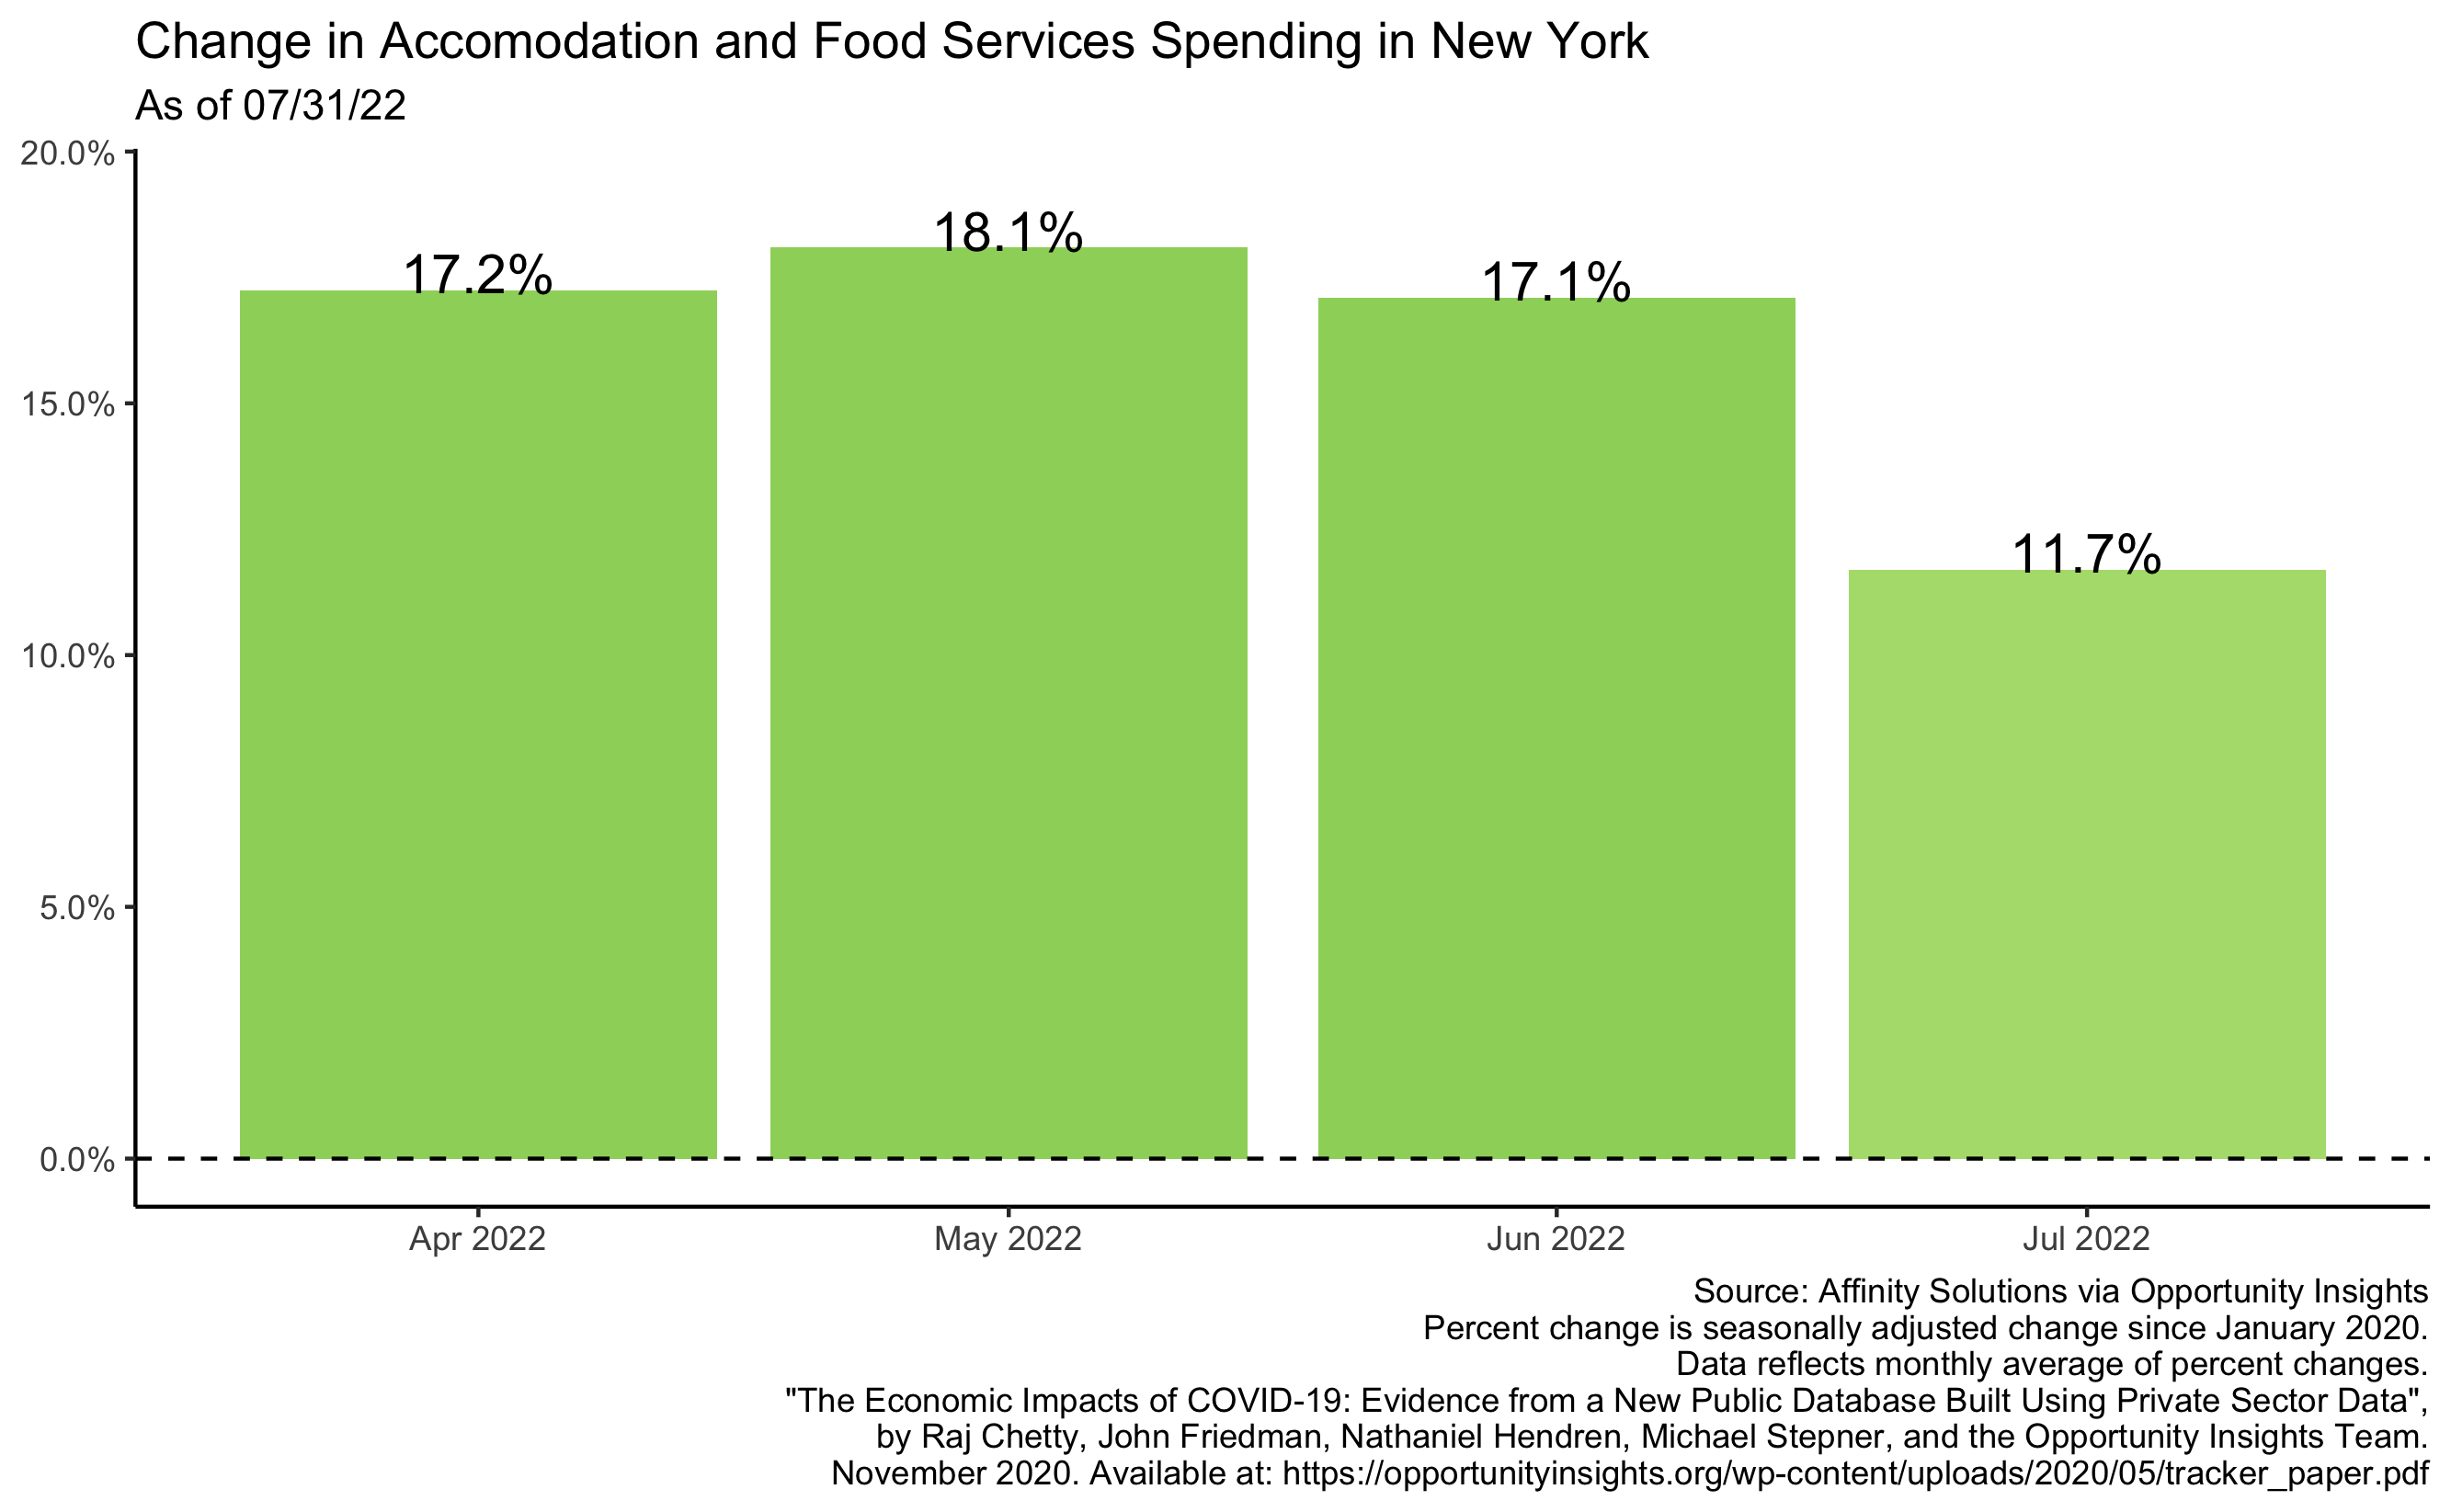 Change in Accomodation and Food Services Spending in New York
As of 07/31/22
20.0%
15.0%
10.0%
5.0%
0.0%
17.2%
18.1%
17.1%
11.7%
Apr 2022
May 2022
Jun 2022
Jul 2022
Source: Affinity Solutions via Opportunity Insights
Percent change is seasonally adjusted change since January 2020.
Data reflects monthly average of percent changes.
"The Economic Impacts of COVID-19: Evidence from a New Public Database Built Using Private Sector Data",
by Raj Chetty, John Friedman, Nathaniel Hendren, Michael Stepner, and the Opportunity Insights Team.
November 2020. Available at: https://opportunityinsights.org/wp-content/uploads/2020/05/tracker_paper.pdf